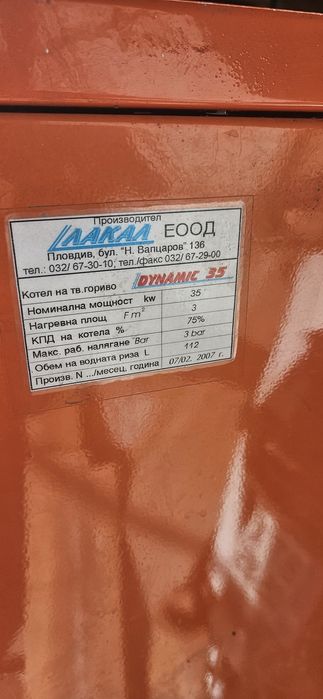 Производител
ЛАКАЛ ЕООД
Пловдив, бул. "Н. Вапцаров" 136
тел.: 032/ 67-30-10; тел./факс 032/ 67-29-00
Котел на тв. гориво DYNAMIC 35
Номинална мощност kw 35
Нагревна площ F m² 3
КПД на котела % 75%
Макс. раб. налягане Bar 3 bar
Обем на водната риза L 112
Произв. N .../месец, година 07/02. 2007 г.